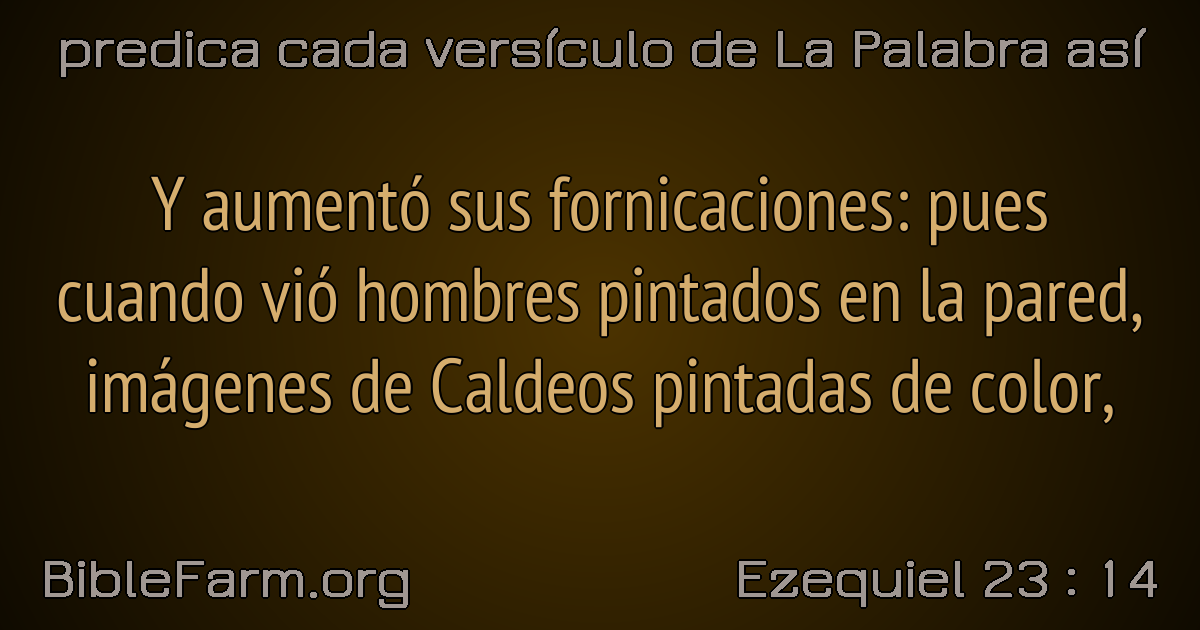 predica cada versículo de La Palabra así
Y aumentó sus fornicaciones: pues
cuando vió hombres pintados en la pared,
imágenes de Caldeos pintadas de color,
BibleFarm.org
Ezequiel 23 : 14